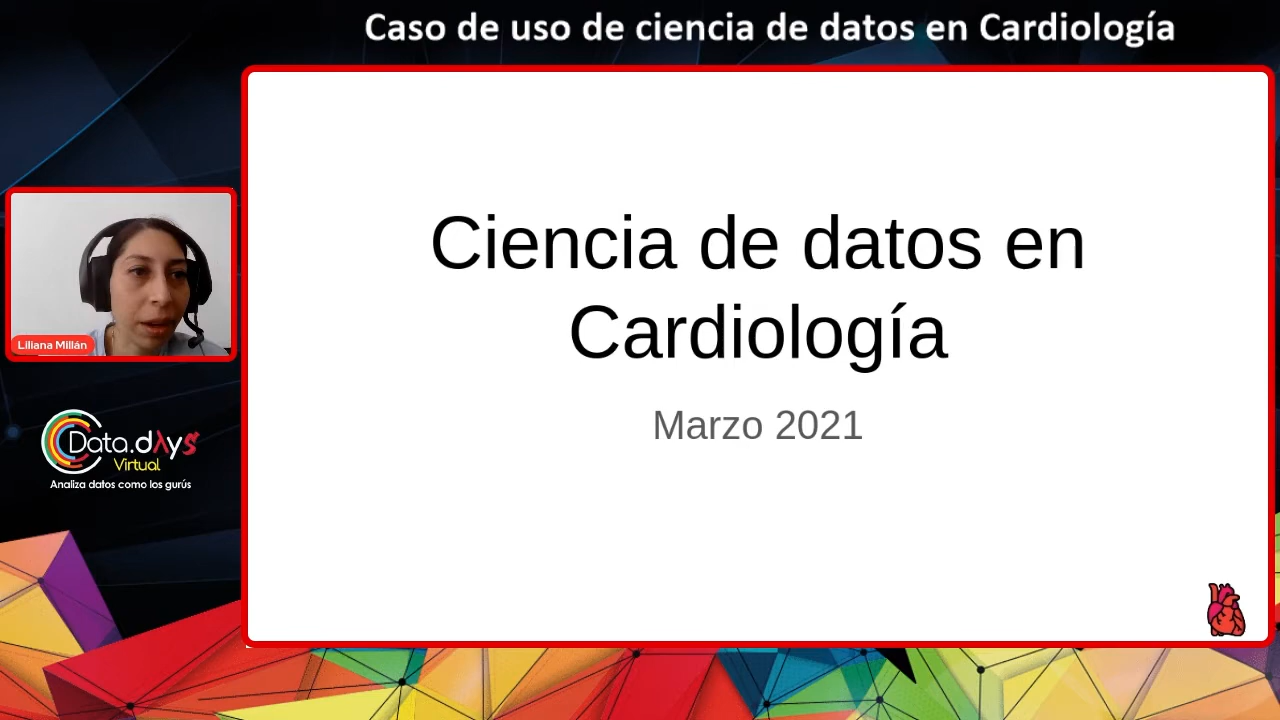 Caso de uso de ciencia de datos en Cardiología
Ciencia de datos en
Cardiología
Marzo 2021
Liliana Millán
Data.dAys
Virtual
Analiza datos como los gurús